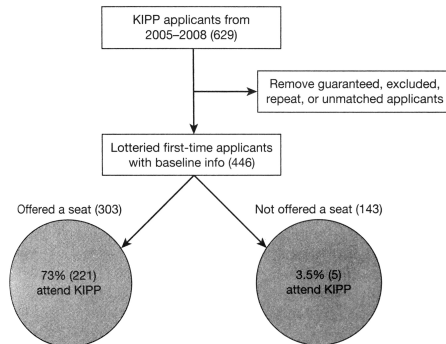 KIPP applicants from
2005–2008 (629)
Remove guaranteed, excluded,
repeat, or unmatched applicants
Lotteried first-time applicants
with baseline info (446)
Offered a seat (303)
Not offered a seat (143)
73% (221)
attend KIPP
3.5% (5)
attend KIPP